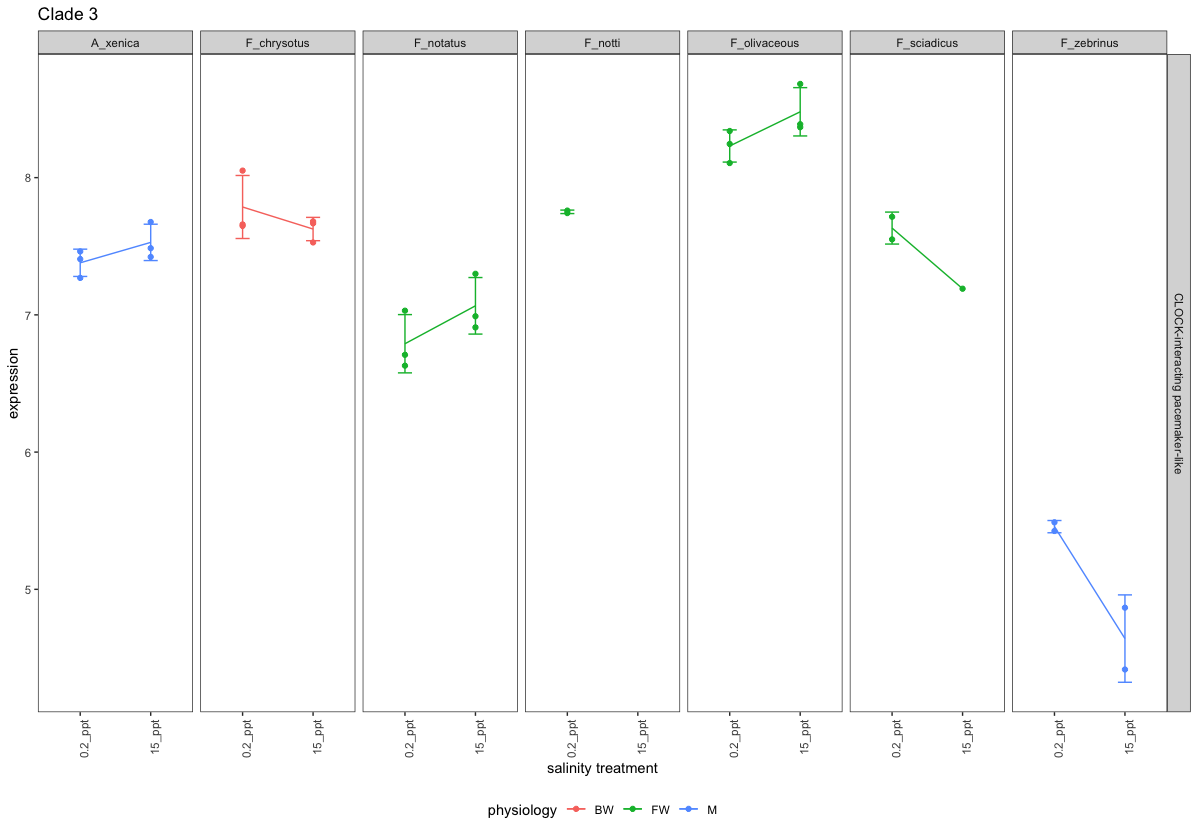 Clade 3
A_xenica
F_chrysotus
F_notatus
F_notti
F_olivaceous
F_sciadicus
F_zebrinus
CLOCK-interacting pacemaker-like
expression
8
7
6
5
0.2_ppt
15_ppt
0.2_ppt
15_ppt
0.2_ppt
15_ppt
0.2_ppt
15_ppt
0.2_ppt
15_ppt
0.2_ppt
15_ppt
0.2_ppt
15_ppt
salinity treatment
physiology BW FW M